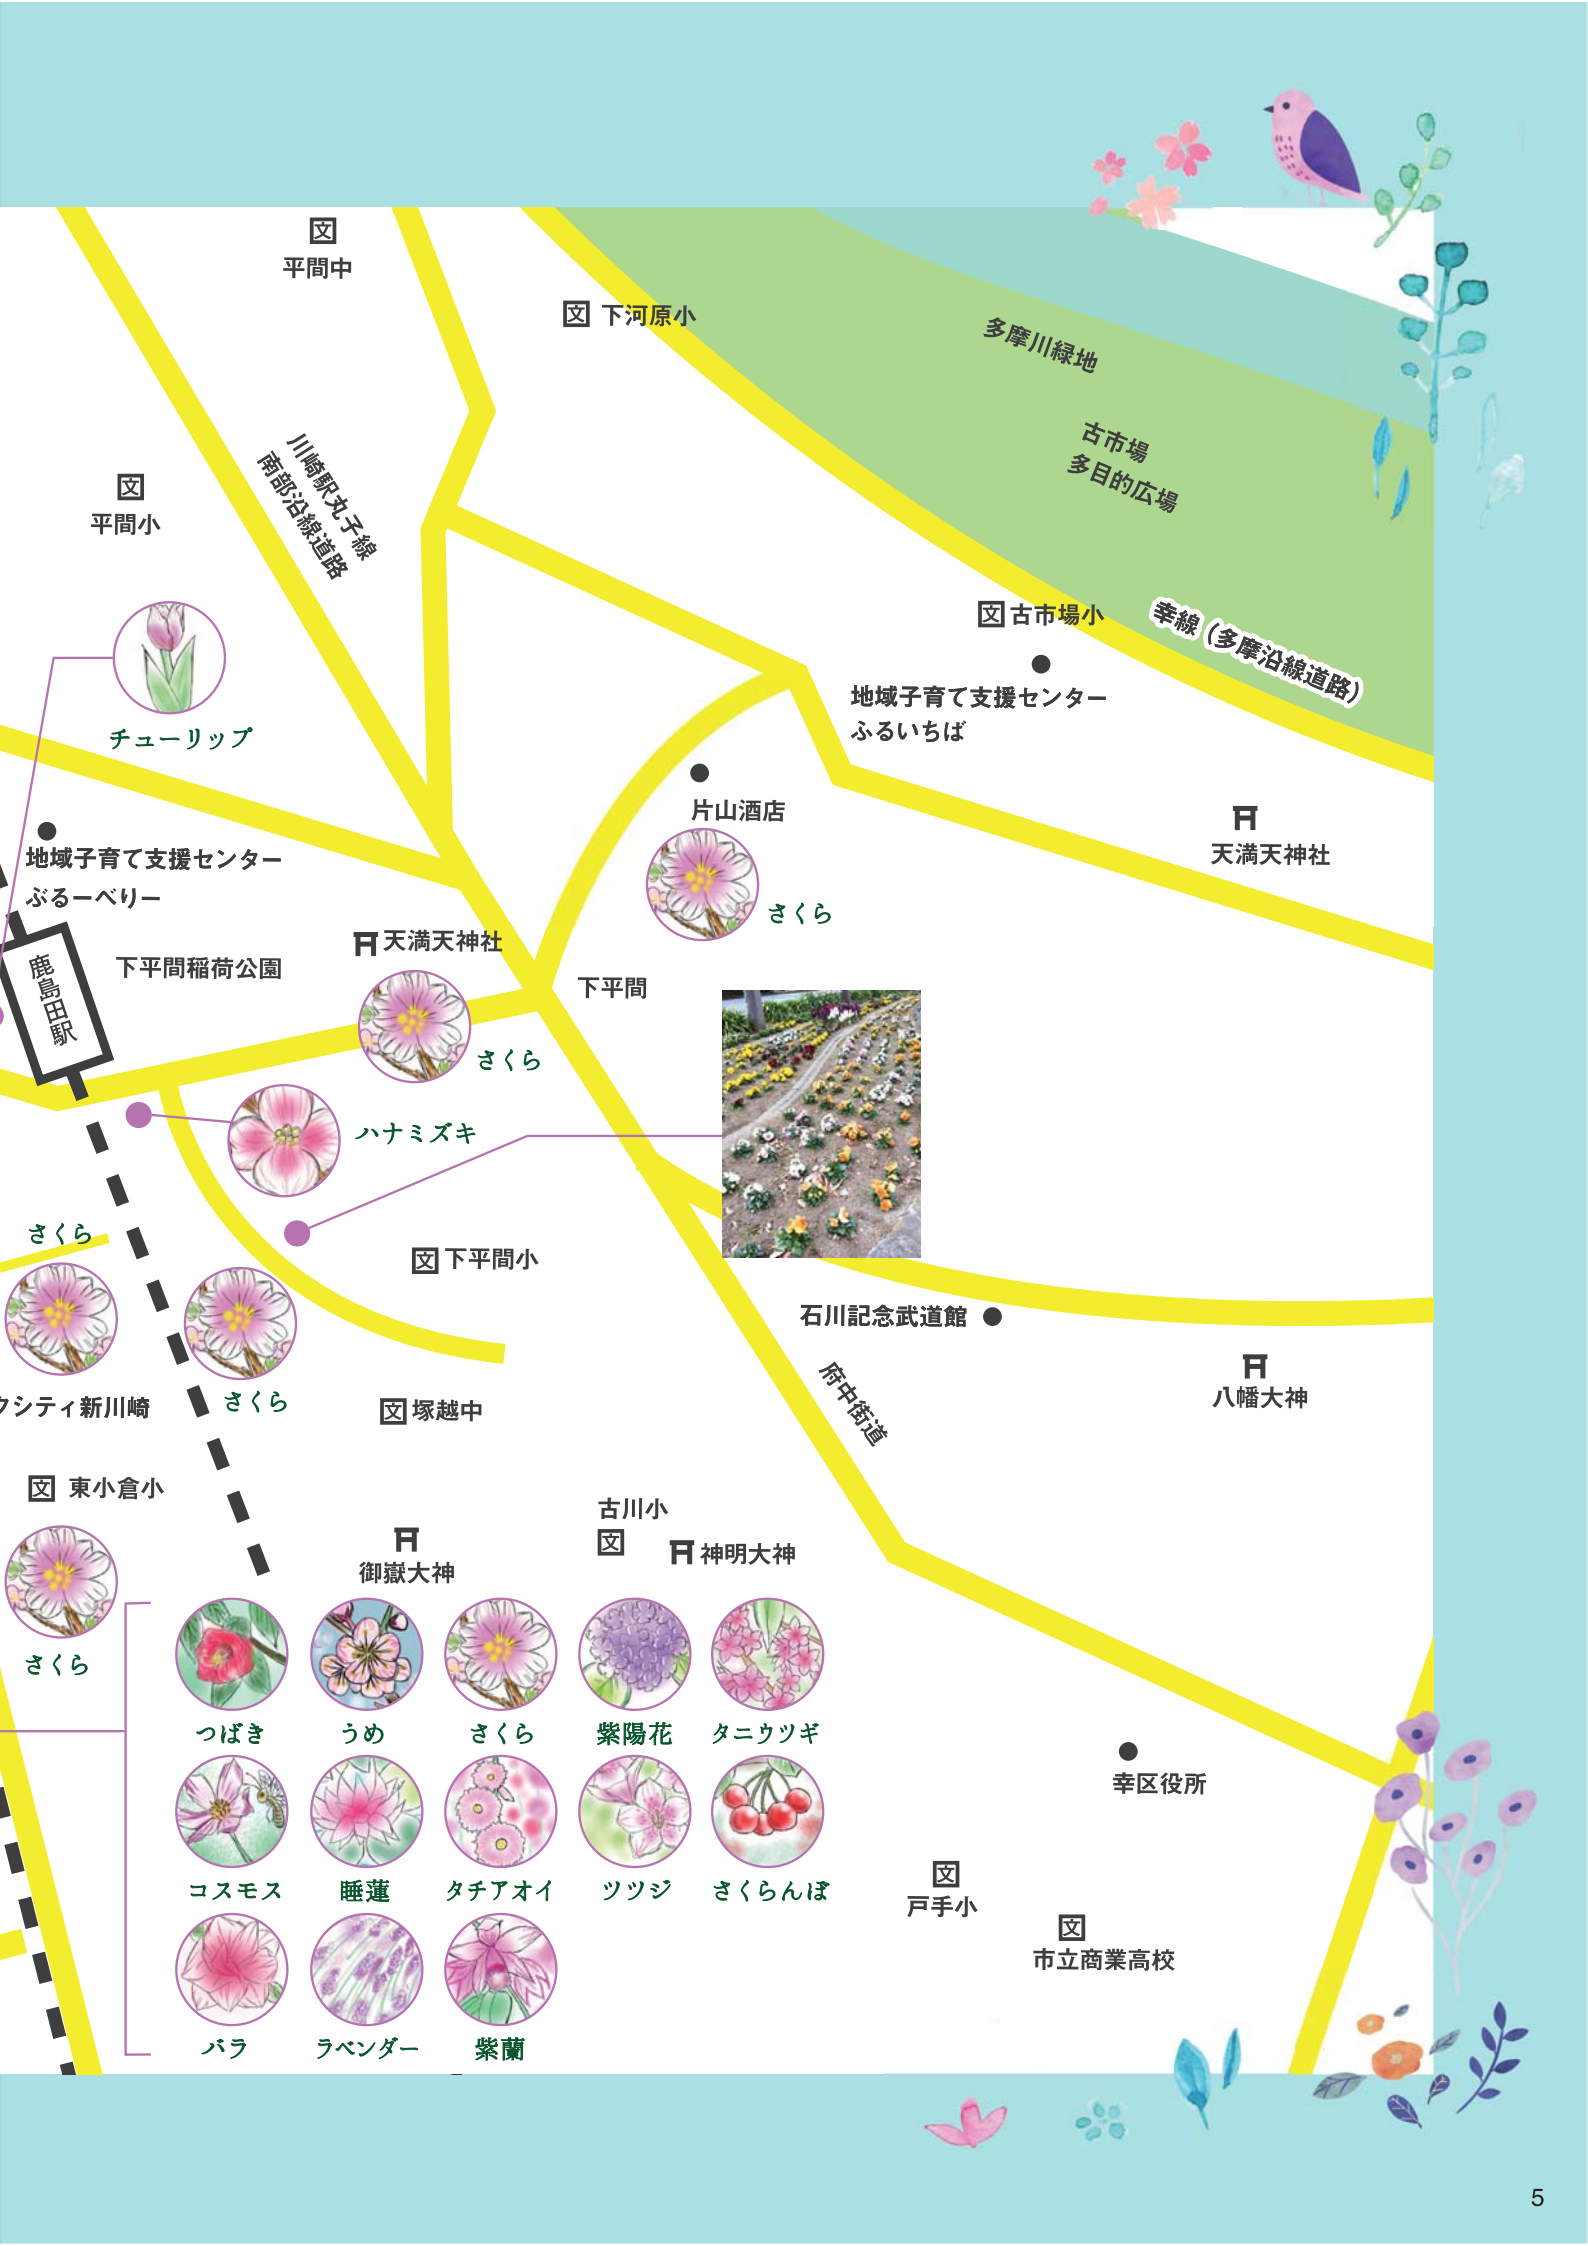 平間中
下河原小
多摩川緑地
古市場
多目的広場
川崎駅丸子線
南部沿線道路
平間小
古市場小
幸線（多摩沿線道路）
地域子育て支援センター
ふるいちば
チューリップ
片山酒店
さくら
天満天神社
地域子育て支援センター
ぶるーべりー
鹿島田駅
下平間稲荷公園
天満天神社
下平間
さくら
ハナミズキ
さくら
下平間小
石川記念武道館
八幡大神
府中街道
クシティ新川崎
さくら
塚越中
東小倉小
さくら
古川小
神明大神
御嶽大神
つばき
うめ
さくら
紫陽花
タニウツギ
コスモス
睡蓮
タチアオイ
ツツジ
さくらんぼ
バラ
ラベンダー
紫蘭
幸区役所
戸手小
市立商業高校
5